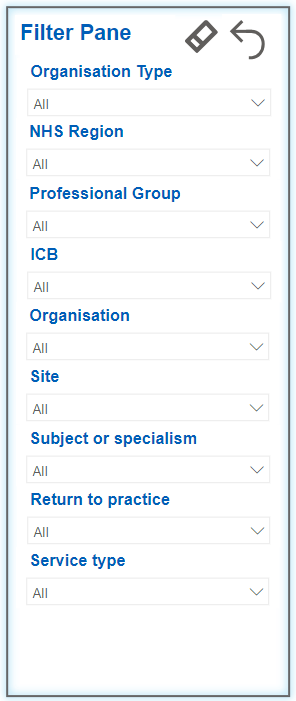 Filter Pane
Organisation Type
All
NHS Region
All
Professional Group
All
ICB
All
Organisation
All
Site
All
Subject or specialism
All
Return to practice
All
Service type
All